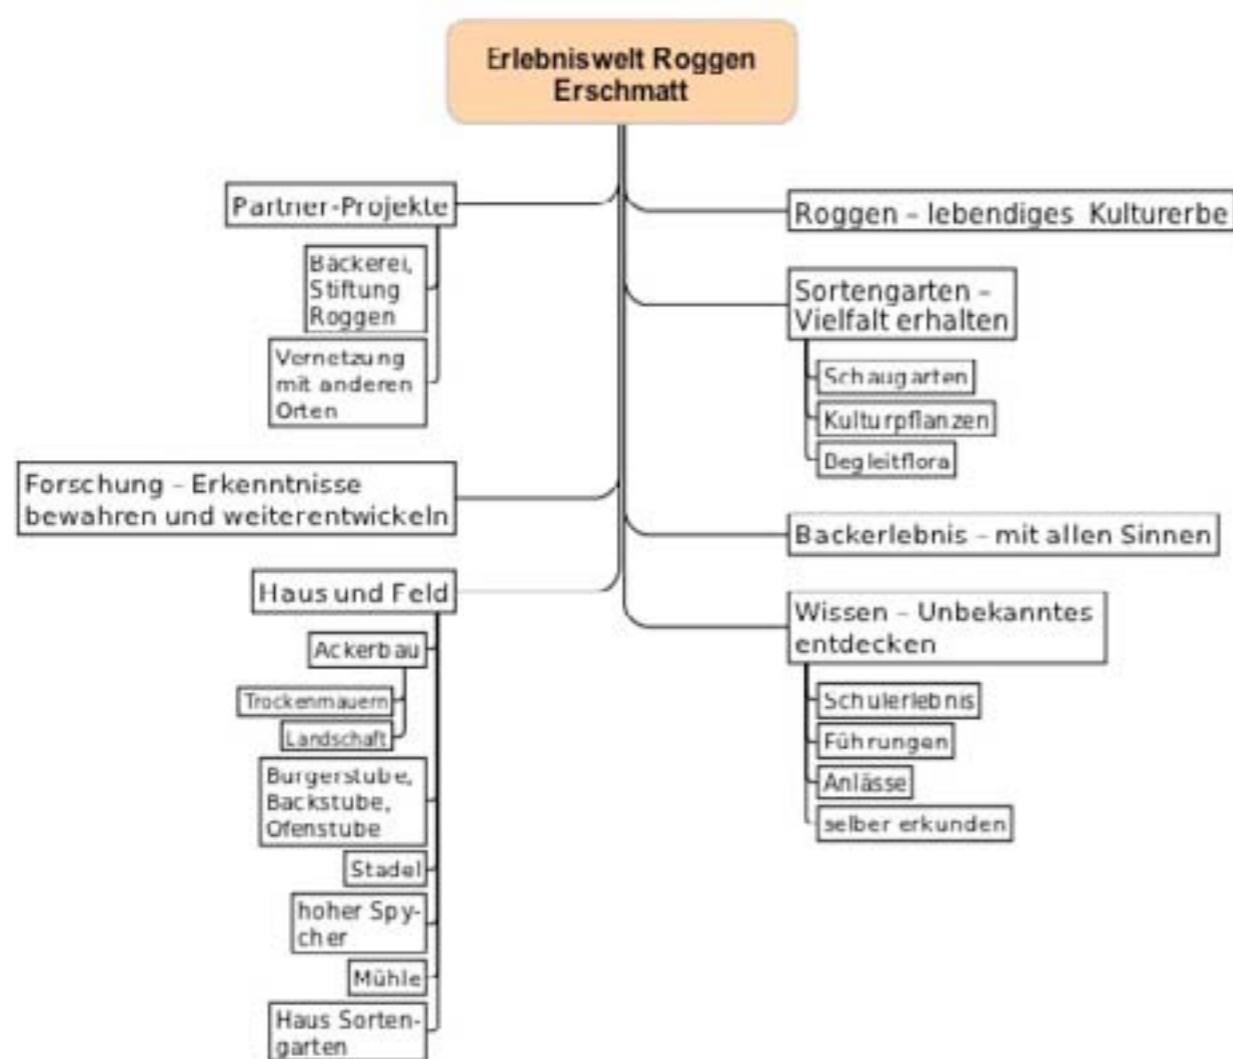 Erlebniswelt Roggen
Erschmatt
Partner-Projekte
Bäckerei,
Stiftung
Roggen
Vernetzung
mit anderen
Orten
Forschung – Erkenntnisse
bewahren und weiterentwickeln
Haus und Feld
Ackerbau
Trockenmauern
Landschaft
Burgerstube,
Backstube,
Ofenstube
Stadel
hoher Spy-
cher
Mühle
Haus Sorten-
garten
Roggen – lebendiges Kulturerbe
Sortengarten –
Vielfalt erhalten
Schaugarten
Kulturpflanzen
Begleitflora
Backerlebnis – mit allen Sinnen
Wissen – Unbekanntes
entdecken
Schulerlebnis
Führungen
Anlässe
selber erkunden